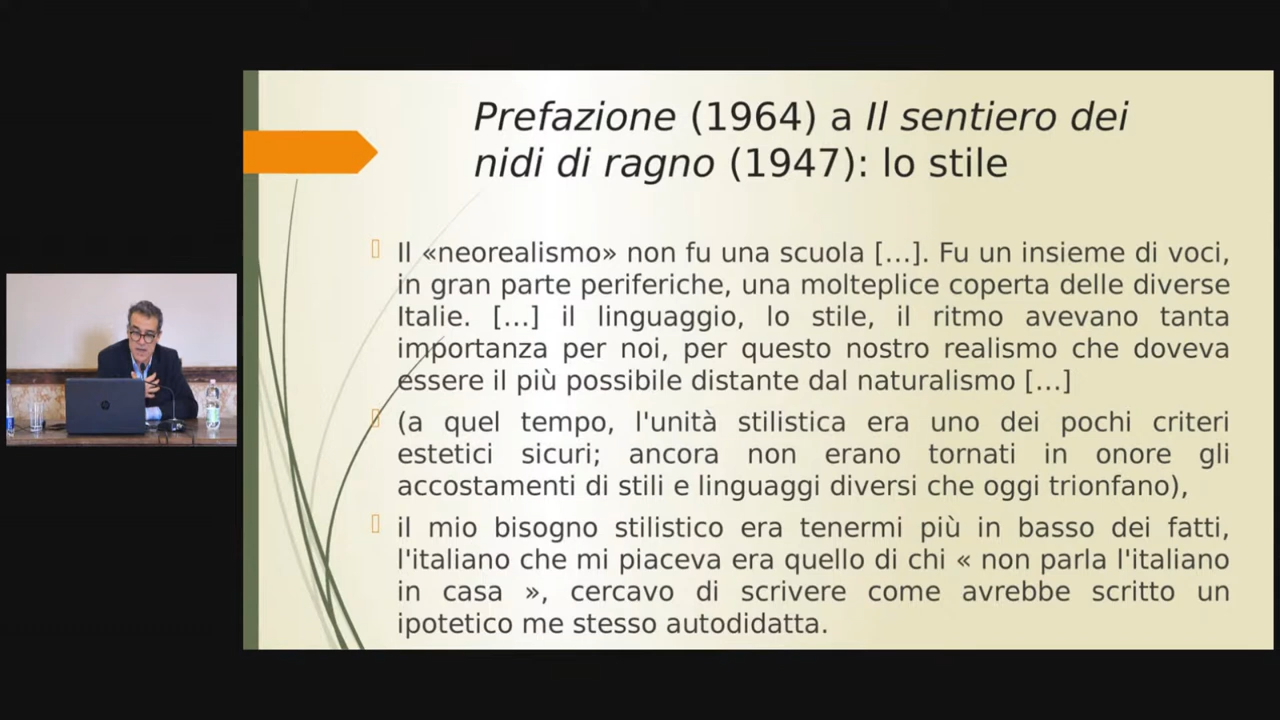 Prefazione (1964) a Il sentiero dei
nidi di ragno (1947): lo stile
Il «neorealismo» non fu una scuola […]. Fu un insieme di voci,
in gran parte periferiche, una molteplice coperta delle diverse
Italie. […] il linguaggio, lo stile, il ritmo avevano tanta
importanza per noi, per questo nostro realismo che doveva
essere il più possibile distante dal naturalismo […]
(a quel tempo, l'unità stilistica era uno dei pochi criteri
estetici sicuri; ancora non erano tornati in onore gli
accostamenti di stili e linguaggi diversi che oggi trionfano),
il mio bisogno stilistico era tenermi più in basso dei fatti,
l'italiano che mi piaceva era quello di chi « non parla l'italiano
in casa », cercavo di scrivere come avrebbe scritto un
ipotetico me stesso autodidatta.